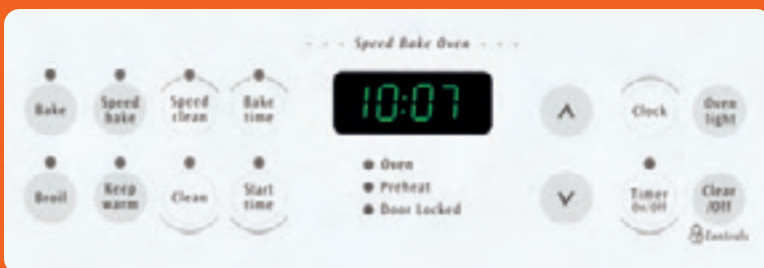 Speed Bake Oven
Bake
Speed
bake
Speed
clean
Bake
time
10:07
∧
Clock
Oven
light
Broil
Keep
warm
Clean
Start
time
Oven
Preheat
Door Locked
∨
Timer
On/Off
Clear
/Off
Controls